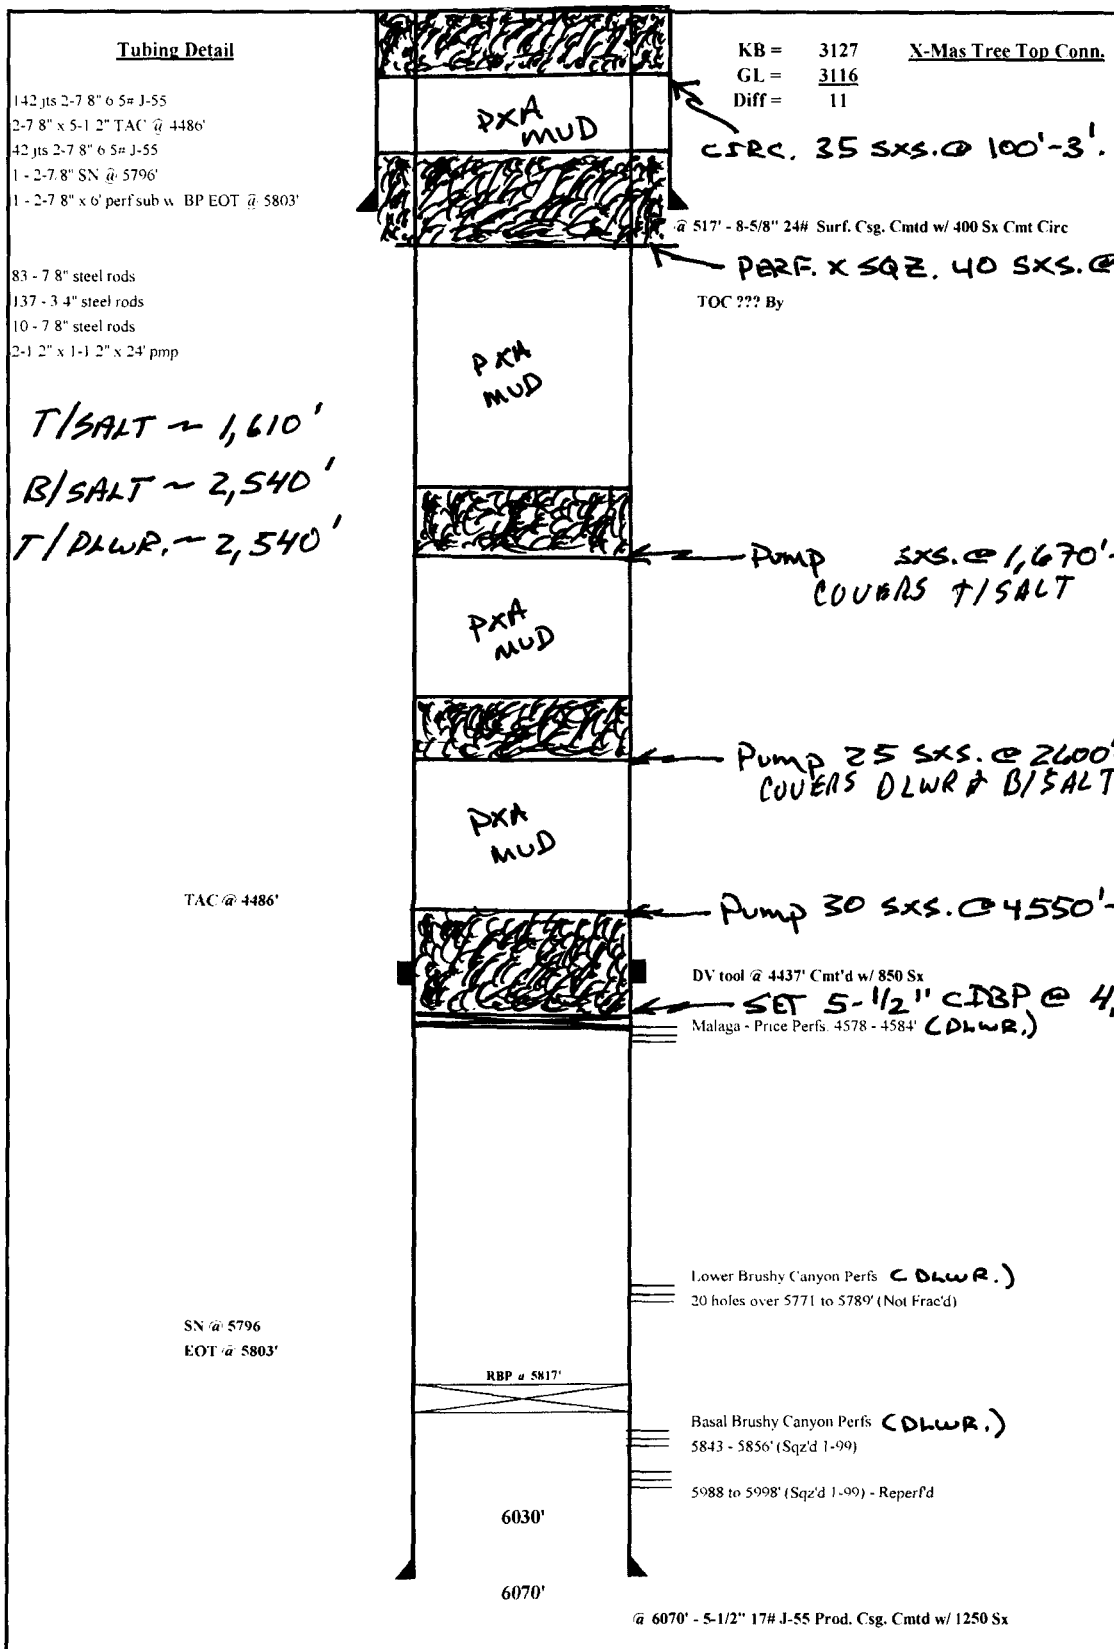 Tubing Detail
142 jts 2-7 8" 6 5# J-55
2-7 8" x 5-1 2" TAC @ 4486'
42 jts 2-7 8" 6 5# J-55
1 - 2-7 8" SN @ 5796'
1 - 2-7 8" x 6' perf sub w BP EOT @ 5803'
83 - 7 8" steel rods
137 - 3 4" steel rods
10 - 7 8" steel rods
2-1 2" x 1-1 2" x 24' pmp
T/SALT ~ 1,610'
B/SALT ~ 2,540'
T/DLWR. ~ 2,540'
KB = 3127
GL = 3116
Diff = 11
X-Mas Tree Top Conn.
PXA
MUD
CIRC. 35 SXS. @ 100'-3'.
@ 517' - 8-5/8" 24# Surf. Csg. Cmtd w/ 400 Sx Cmt Circ
PERF. X SQZ. 40 SXS. @
TOC ??? By
PXA
MUD
Pump SXS. @ 1,670'-
COVERS T/SALT
PXA
MUD
Pump 25 SXS. @ 2600'
COVERS DLWR & B/SALT
PXA
MUD
TAC @ 4486'
Pump 30 SXS. @ 4550'-
DV tool @ 4437' Cmt'd w/ 850 Sx
SET 5-1/2" CIBP @ 4,
Malaga - Price Perfs. 4578 - 4584' (DLWR.)
Lower Brushy Canyon Perfs (DLWR.)
20 holes over 5771 to 5789' (Not Frac'd)
SN @ 5796
EOT @ 5803'
RBP @ 5817'
Basal Brushy Canyon Perfs (DLWR.)
5843 - 5856' (Sqz'd 1-99)
5988 to 5998' (Sqz'd 1-99) - Reperf'd
6030'
6070'
@ 6070' - 5-1/2" 17# J-55 Prod. Csg. Cmtd w/ 1250 Sx